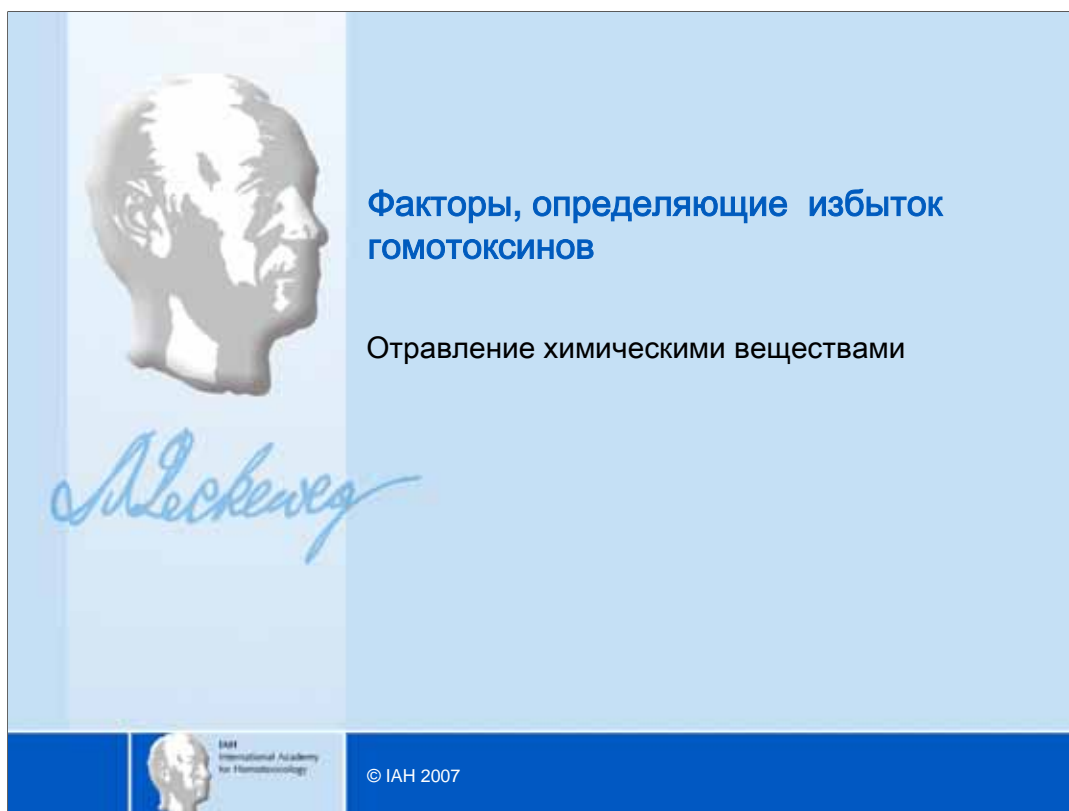 Факторы, определяющие избыток
гомотоксинов
Отравление химическими веществами
IAH
International Academy
for Homotoxicology
© IAH 2007